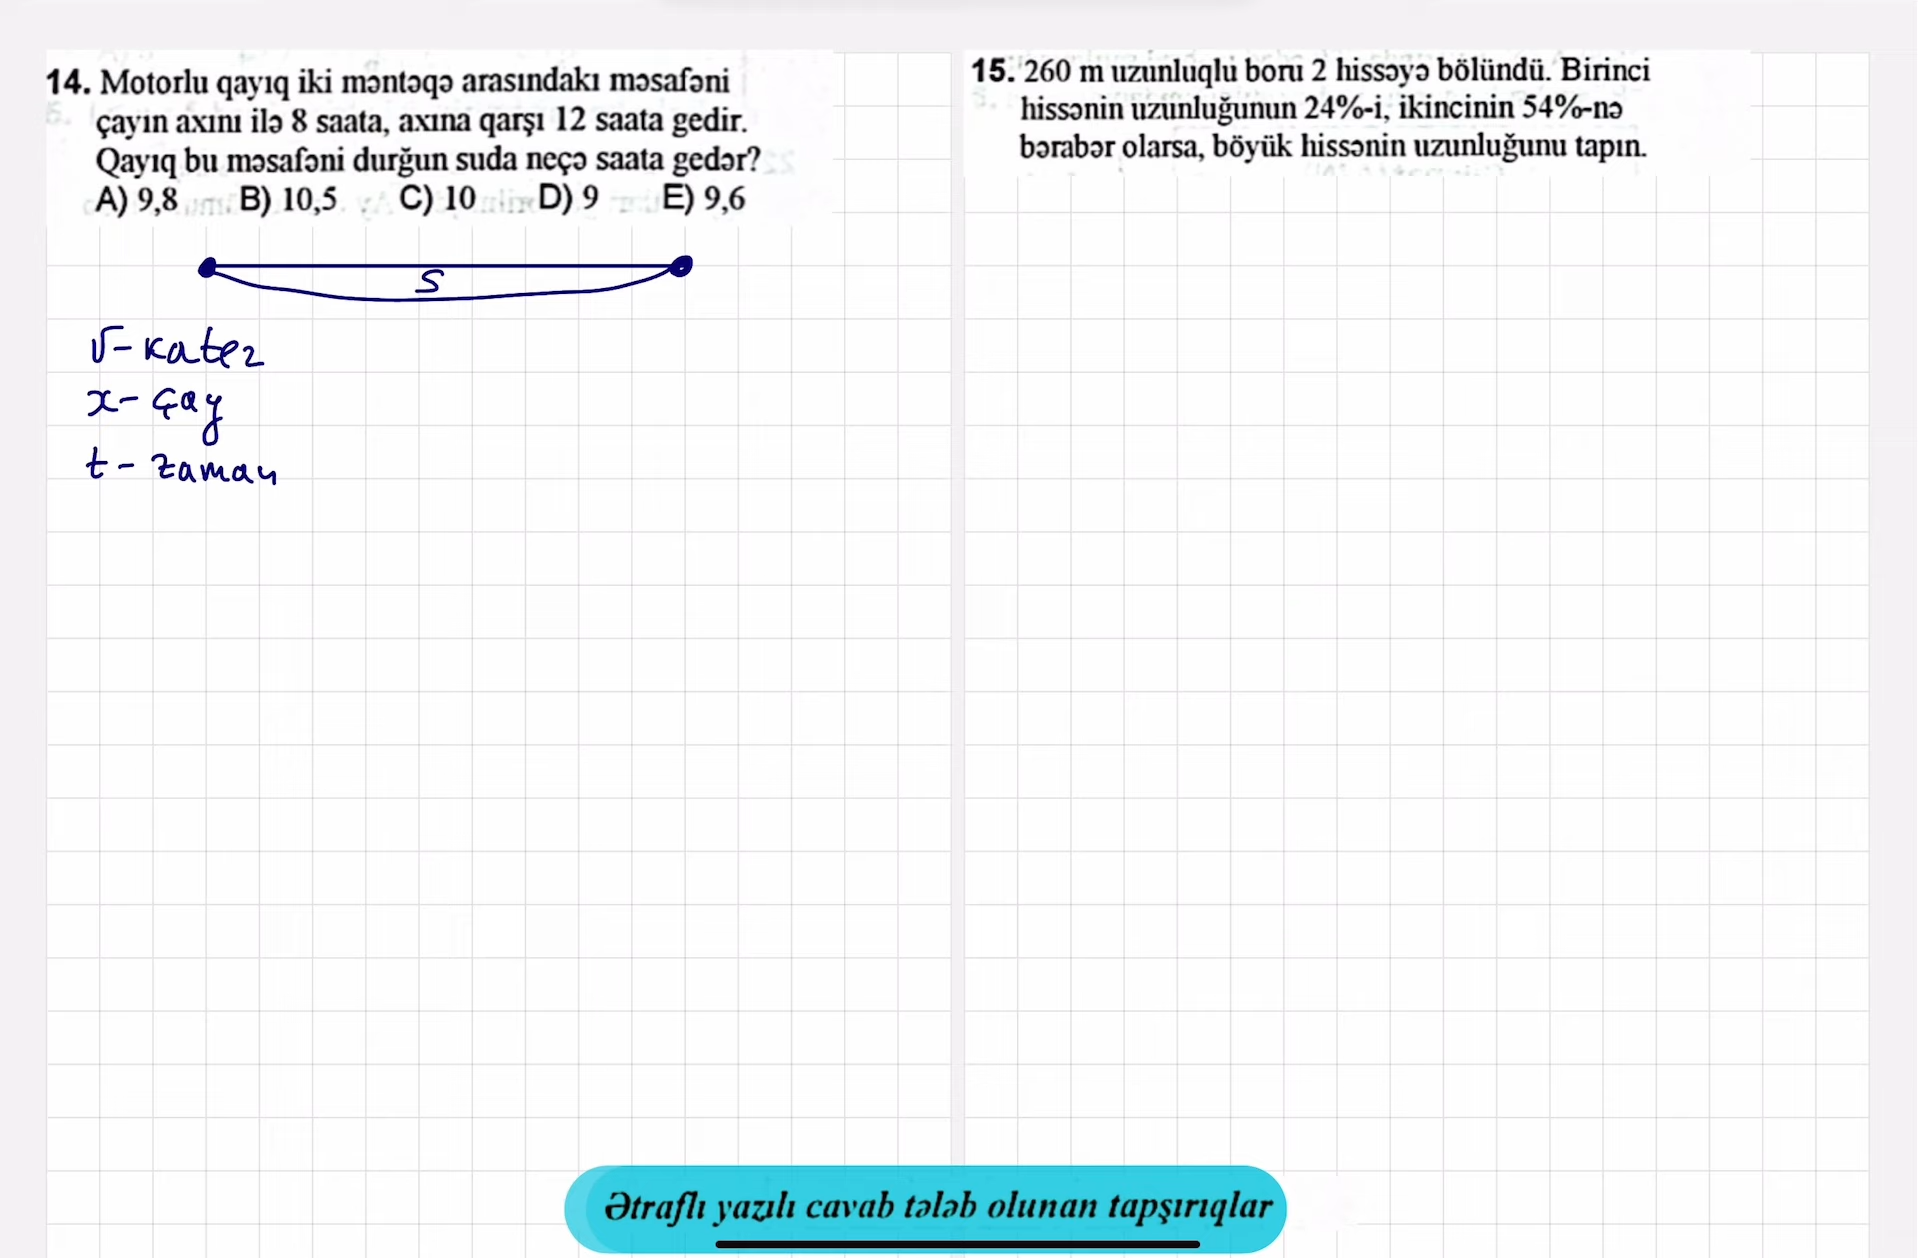 14. Motorlu qayıq iki məntəqə arasındakı məsafəni
çayın axını ilə 8 saata, axına qarşı 12 saata gedir.
Qayıq bu məsafəni durğun suda neçə saata gedər?
A) 9,8 B) 10,5 C) 10 D) 9 E) 9,6
S
v - kater
x - çay
t - zaman
15. 260 m uzunluqlu boru 2 hissəyə bölündü. Birinci
hissənin uzunluğunun 24%-i, ikincinin 54%-nə
bərabər olarsa, böyük hissənin uzunluğunu tapın.
Ətraflı yazılı cavab tələb olunan tapşırıqlar